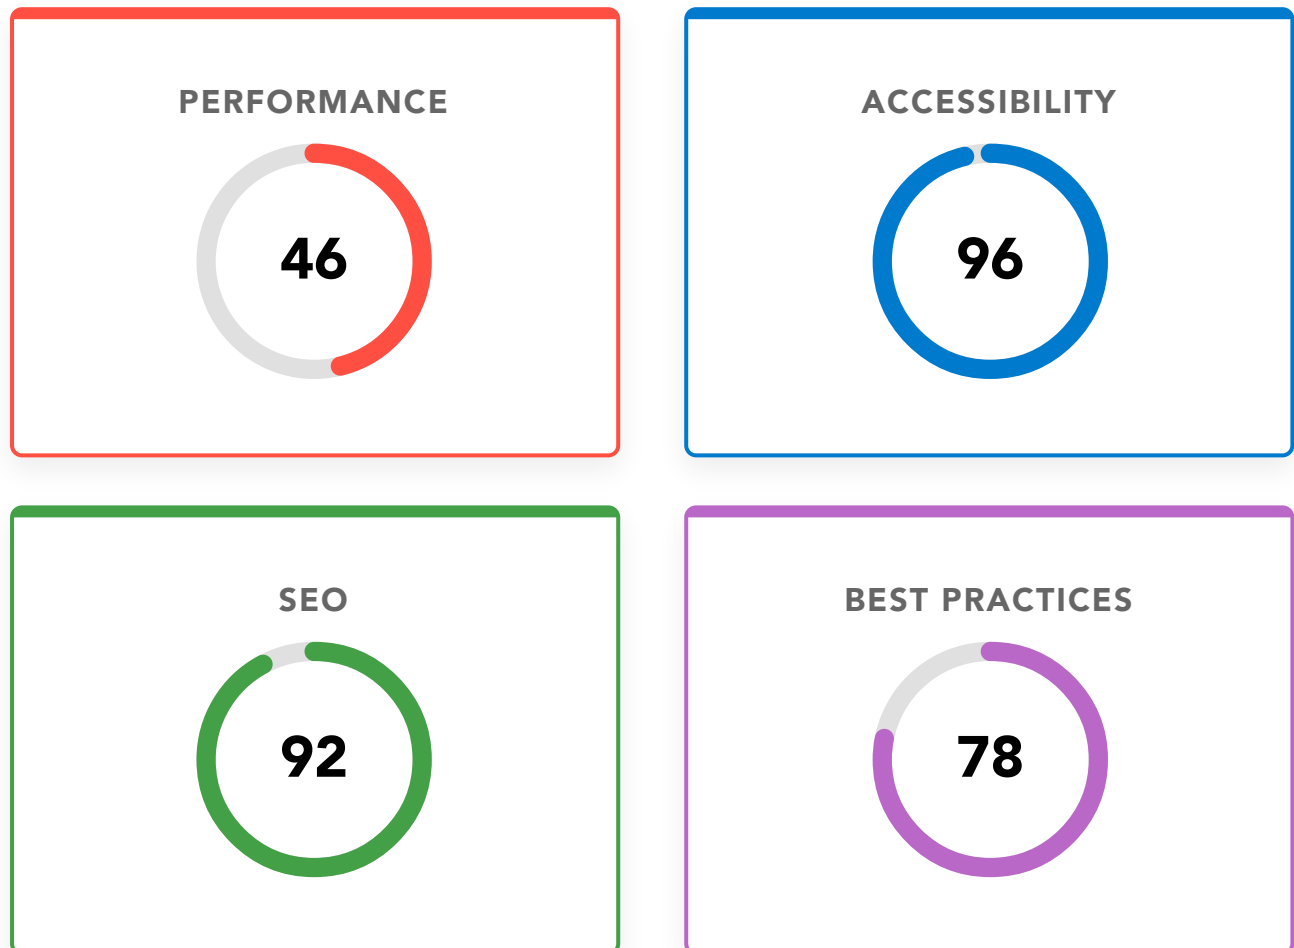 PERFORMANCE
46
ACCESSIBILITY
96
SEO
92
BEST PRACTICES
78